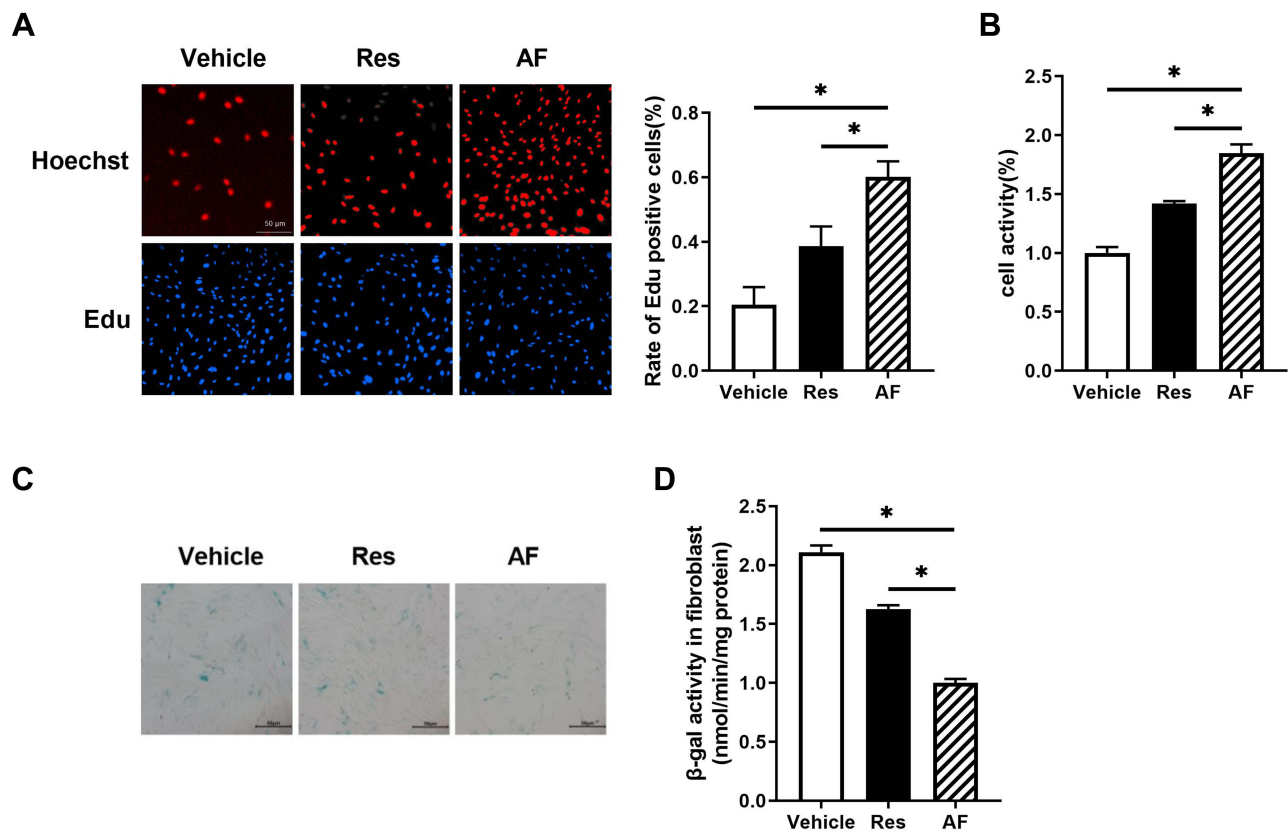 A
Vehicle Res AF
Hoechst
50 μm
Edu
Rate of Edu positive cells(%)
0.8
0.6
0.4
0.2
0.0
*
*
Vehicle Res AF
B
cell activity(%)
2.5
2.0
1.5
1.0
0.5
0.0
*
*
Vehicle Res AF
C
Vehicle Res AF
D
β-gal activity in fibroblast
(nmol/min/mg protein)
2.5
2.0
1.5
1.0
0.5
0.0
*
*
Vehicle Res AF